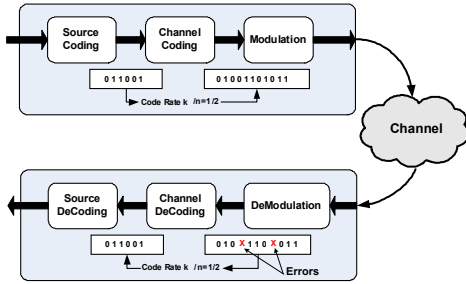 Source Coding
Channel Coding
Modulation
0 1 1 0 0 1
0 1 0 0 1 1 0 1 0 1 1
Code Rate k /n=1/2
Channel
Source DeCoding
Channel DeCoding
DeModulation
0 1 1 0 0 1
0 1 0 X 1 1 0 X 0 1 1
Code Rate k /n=1/2
Errors